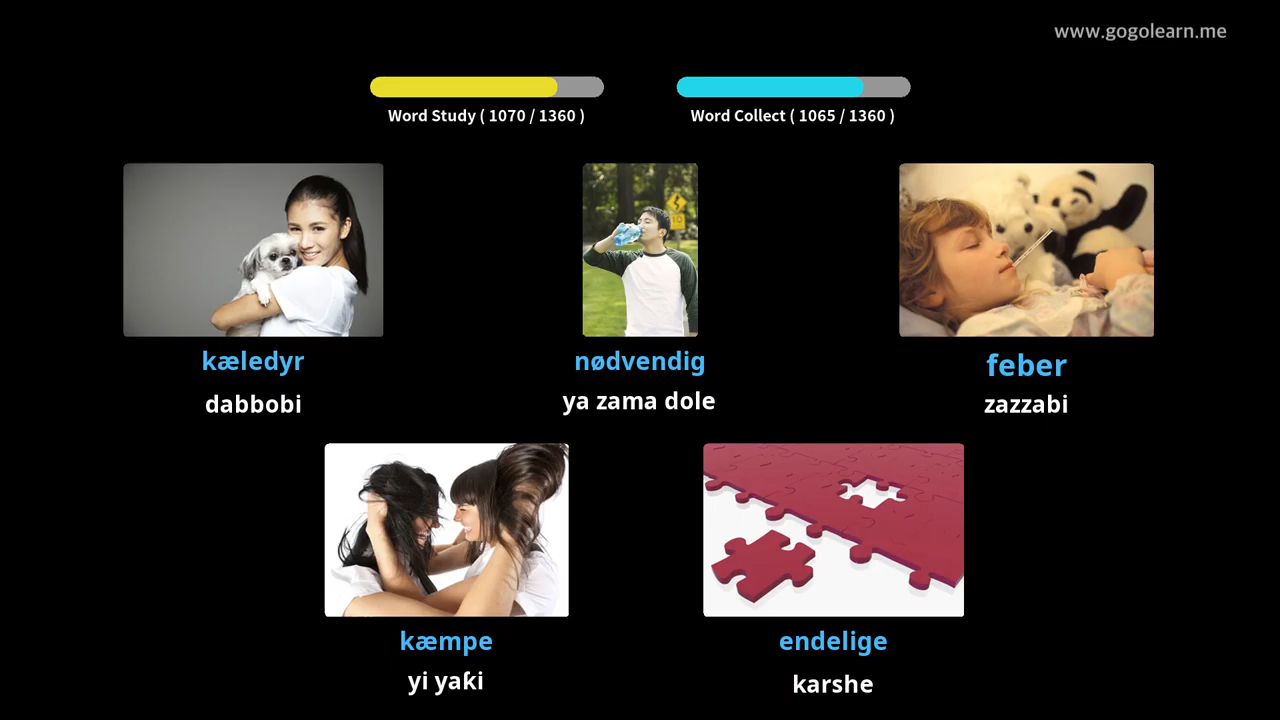 www.gogolearn.me
Word Study ( 1070 / 1360 )
Word Collect ( 1065 / 1360 )
kæledyr
dabbobi
nødvendig
ya zama dole
feber
zazzabi
kæmpe
yi yaƙi
endelige
karshe